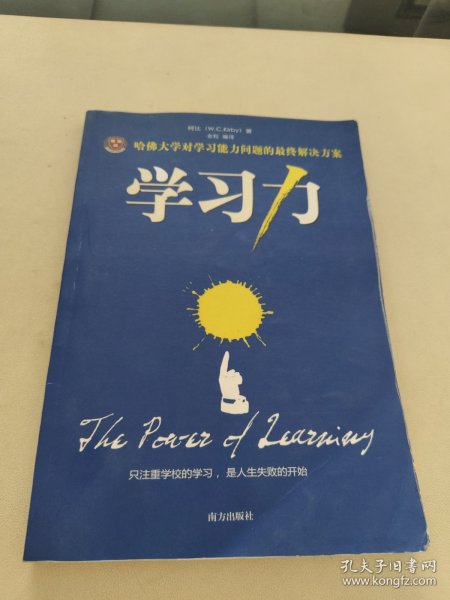 柯比（W.C.Kirby）著
金粒 编译
哈佛大学对学习能力问题的最终解决方案
学习力
The Power of Learning
只注重学校的学习，是人生失败的开始
南方出版社
孔夫子旧书网
www.kongfz.com